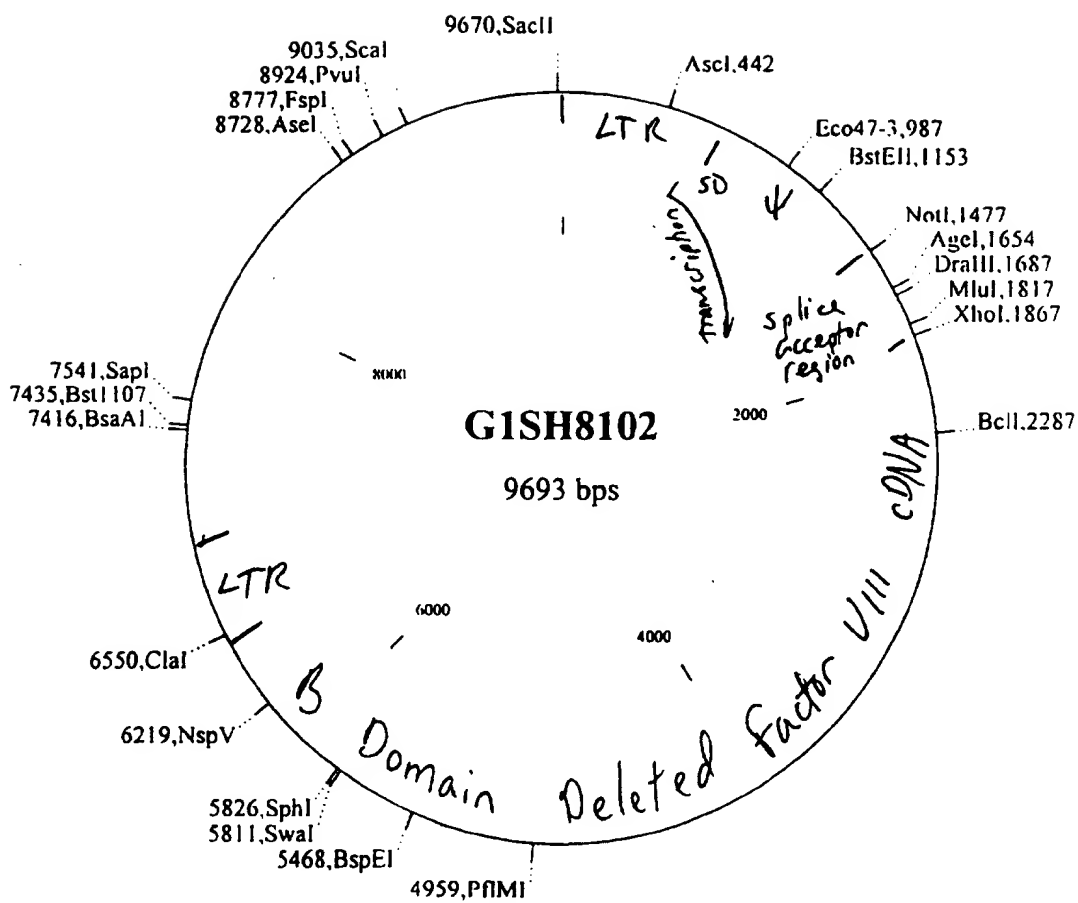 9670,SacII
9035,ScaI
8924,PvuI
8777,FspI
8728,AseI
AscI,442
Eco47-3,987
BstEII,1153
NotI,1477
AgeI,1654
DraIII,1687
MluI,1817
XhoI,1867
LTR
SD
Ψ
transcription
splice
acceptor
region
8000
2000
7541,SapI
7435,Bst1107
7416,BsaAI
G1SH8102
9693 bps
BclI,2287
cDNA
LTR
6000
4000
6550,ClaI
6219,NspV
B Domain Deleted Factor VIII
5826,SphI
5811,SwaI
5468,BspEI
4959,PflMI